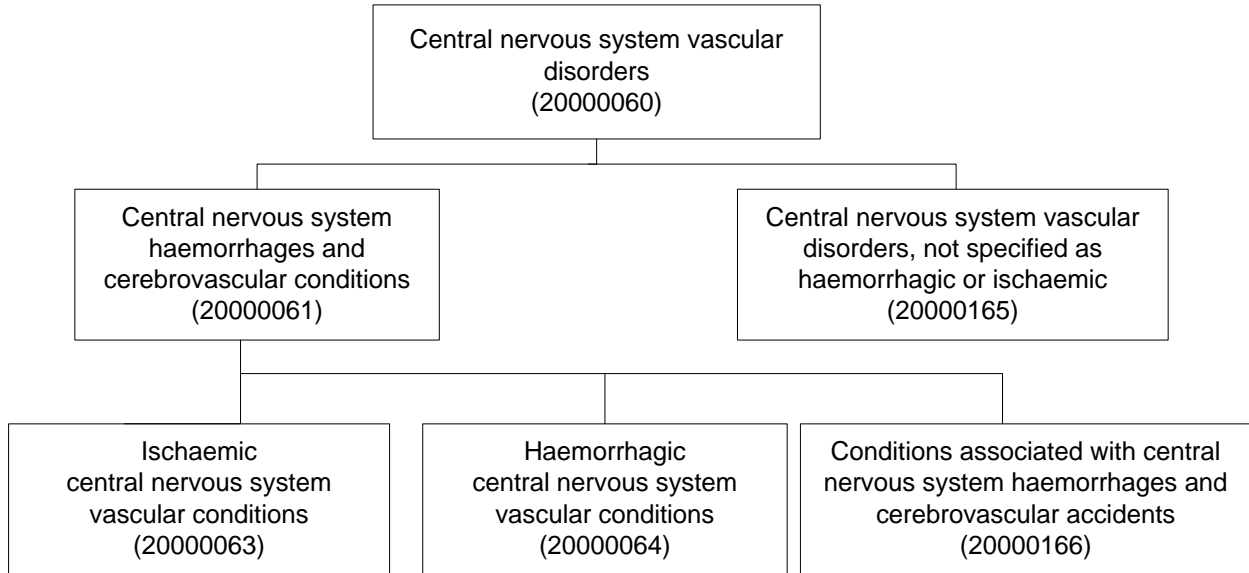 Central nervous system vascular
disorders
(20000060)
Central nervous system
haemorrhages and
cerebrovascular conditions
(20000061)
Central nervous system vascular
disorders, not specified as
haemorrhagic or ischaemic
(20000165)
Ischaemic
central nervous system
vascular conditions
(20000063)
Haemorrhagic
central nervous system
vascular conditions
(20000064)
Conditions associated with central
nervous system haemorrhages and
cerebrovascular accidents
(20000166)